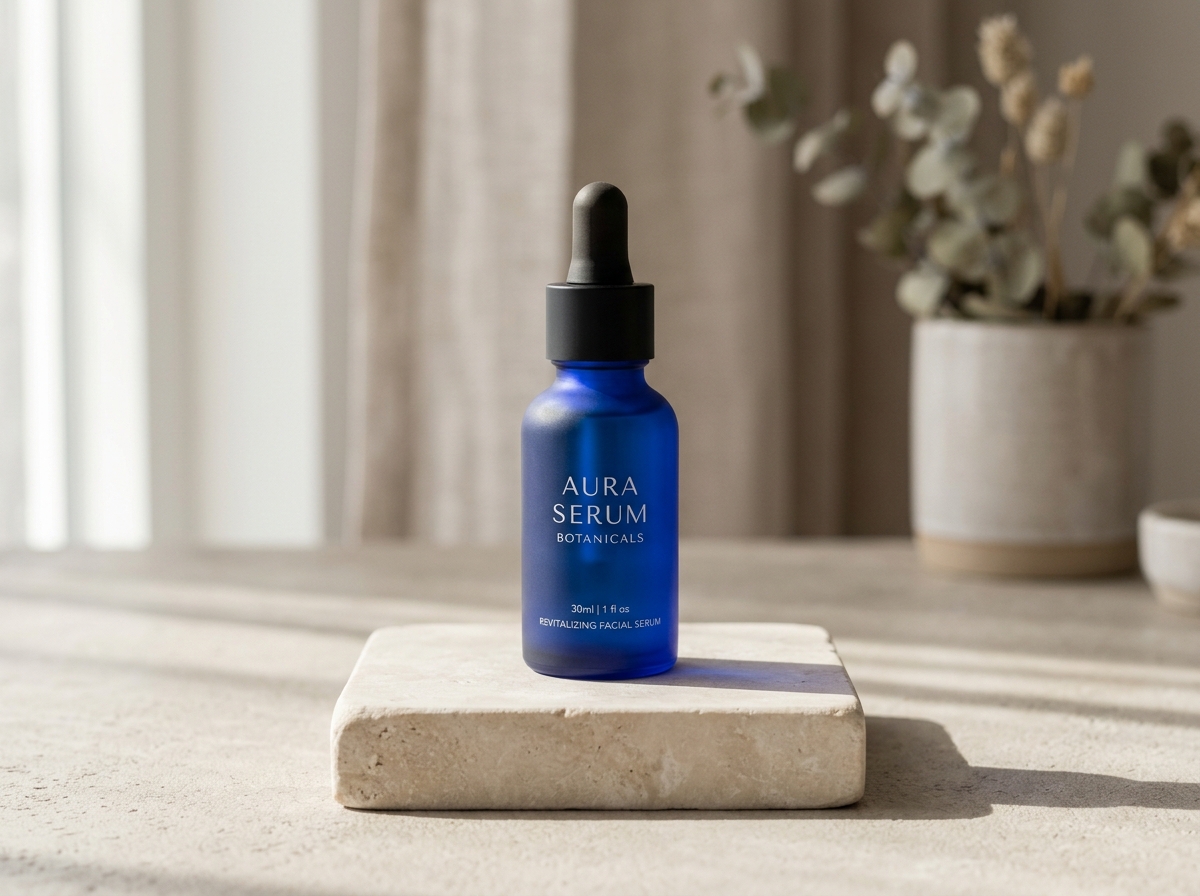 AURA
SERUM
BOTANICALS
30ml | 1 fl os
REVITALIZING FACIAL SERUM